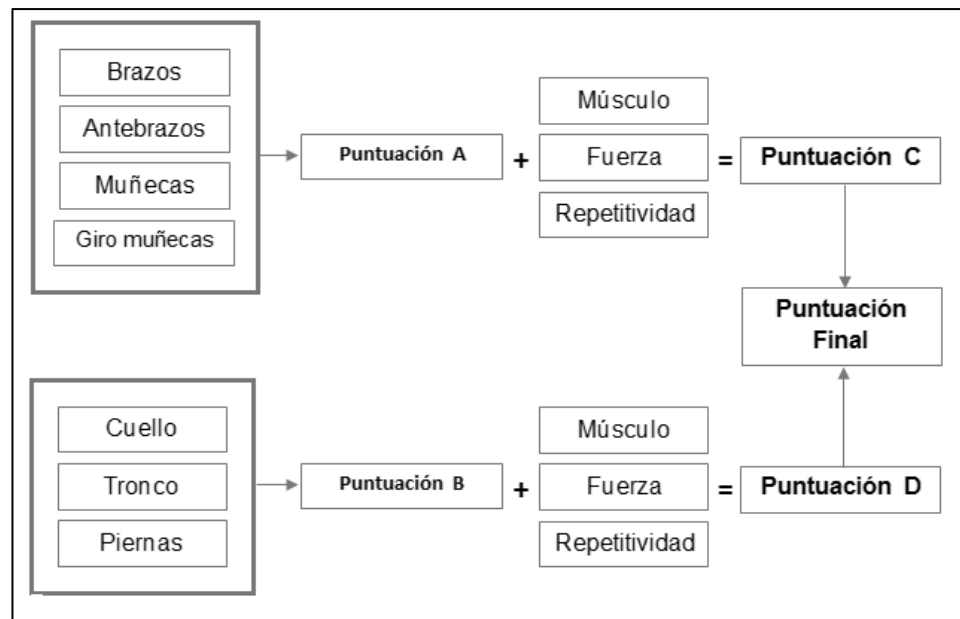 Brazos
Antebrazos
Muñecas
Giro muñecas
Puntuación A
+
Músculo
Fuerza
Repetitividad
=
Puntuación C
Puntuación
Final
Cuello
Tronco
Piernas
Puntuación B
+
Músculo
Fuerza
Repetitividad
=
Puntuación D